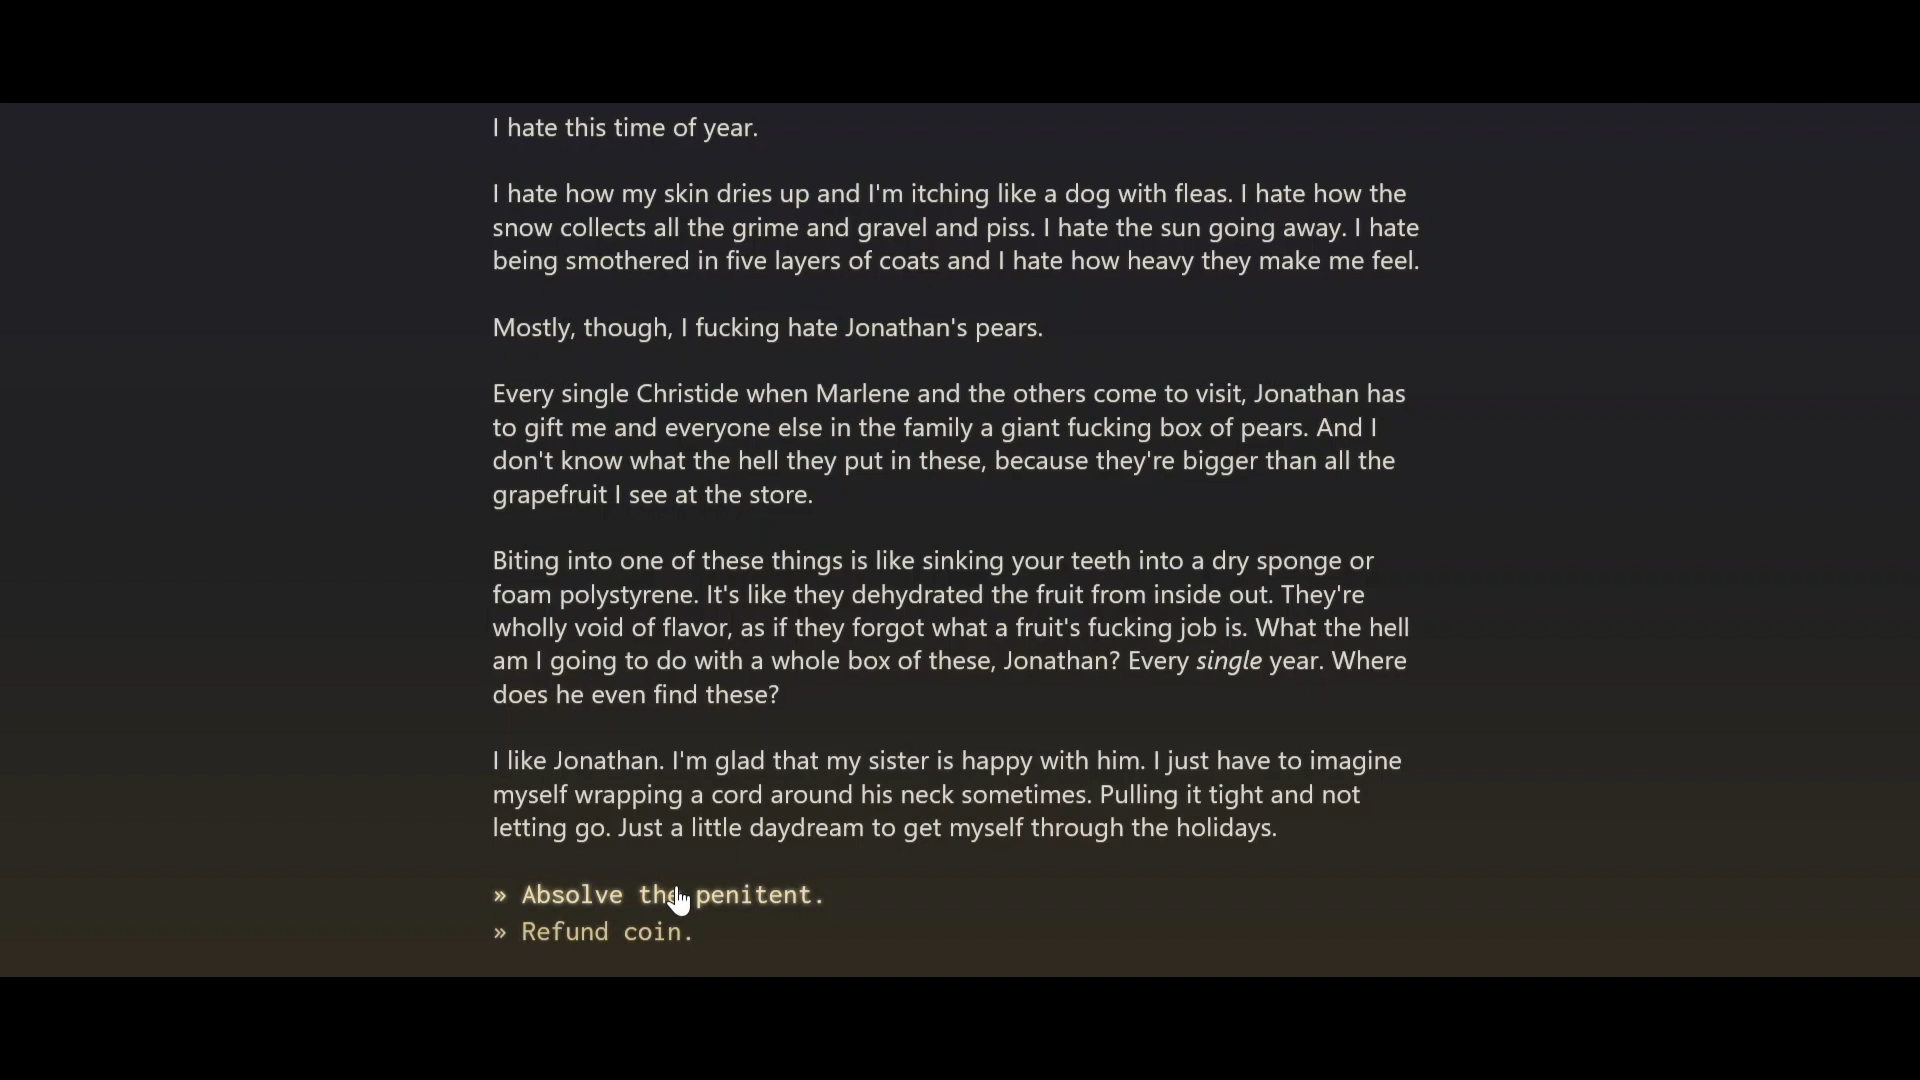 I hate this time of year.
I hate how my skin dries up and I'm itching like a dog with fleas. I hate how the
snow collects all the grime and gravel and piss. I hate the sun going away. I hate
being smothered in five layers of coats and I hate how heavy they make me feel.
Mostly, though, I fucking hate Jonathan's pears.
Every single Christide when Marlene and the others come to visit, Jonathan has
to gift me and everyone else in the family a giant fucking box of pears. And I
don't know what the hell they put in these, because they're bigger than all the
grapefruit I see at the store.
Biting into one of these things is like sinking your teeth into a dry sponge or
foam polystyrene. It's like they dehydrated the fruit from inside out. They're
wholly void of flavor, as if they forgot what a fruit's fucking job is. What the hell
am I going to do with a whole box of these, Jonathan? Every single year. Where
does he even find these?
I like Jonathan. I'm glad that my sister is happy with him. I just have to imagine
myself wrapping a cord around his neck sometimes. Pulling it tight and not
letting go. Just a little daydream to get myself through the holidays.
» Absolve the penitent.
» Refund coin.